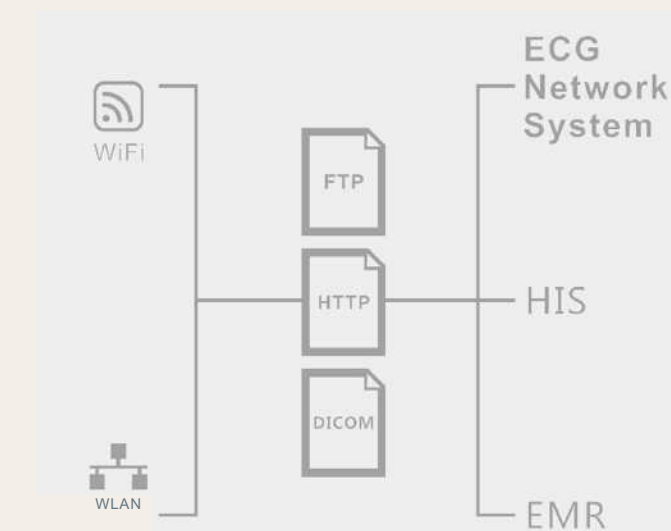 WiFi
WLAN
FTP
HTTP
DICOM
ECG
Network
System
HIS
EMR